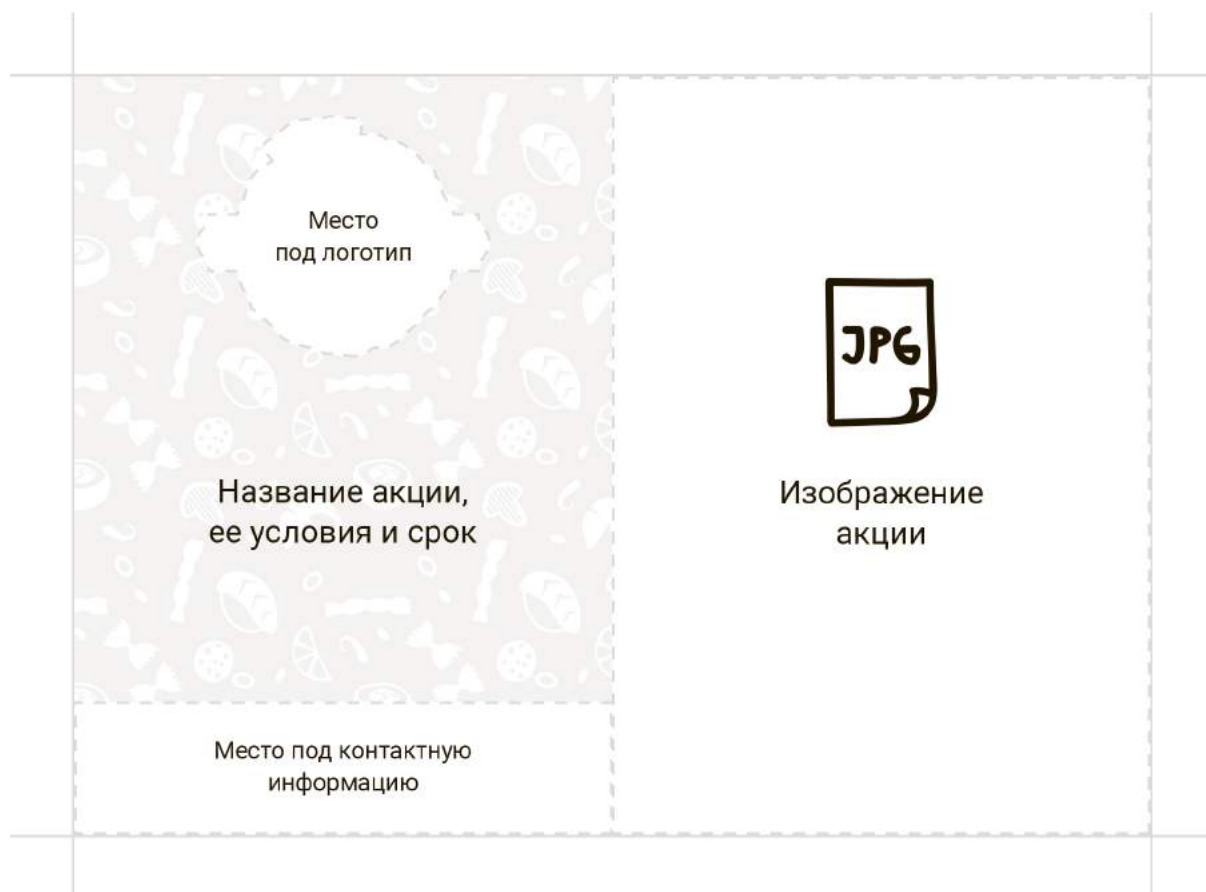 Место
под логотип
JPG
Название акции,
ее условия и срок
Изображение
акции
Место под контактную
информацию